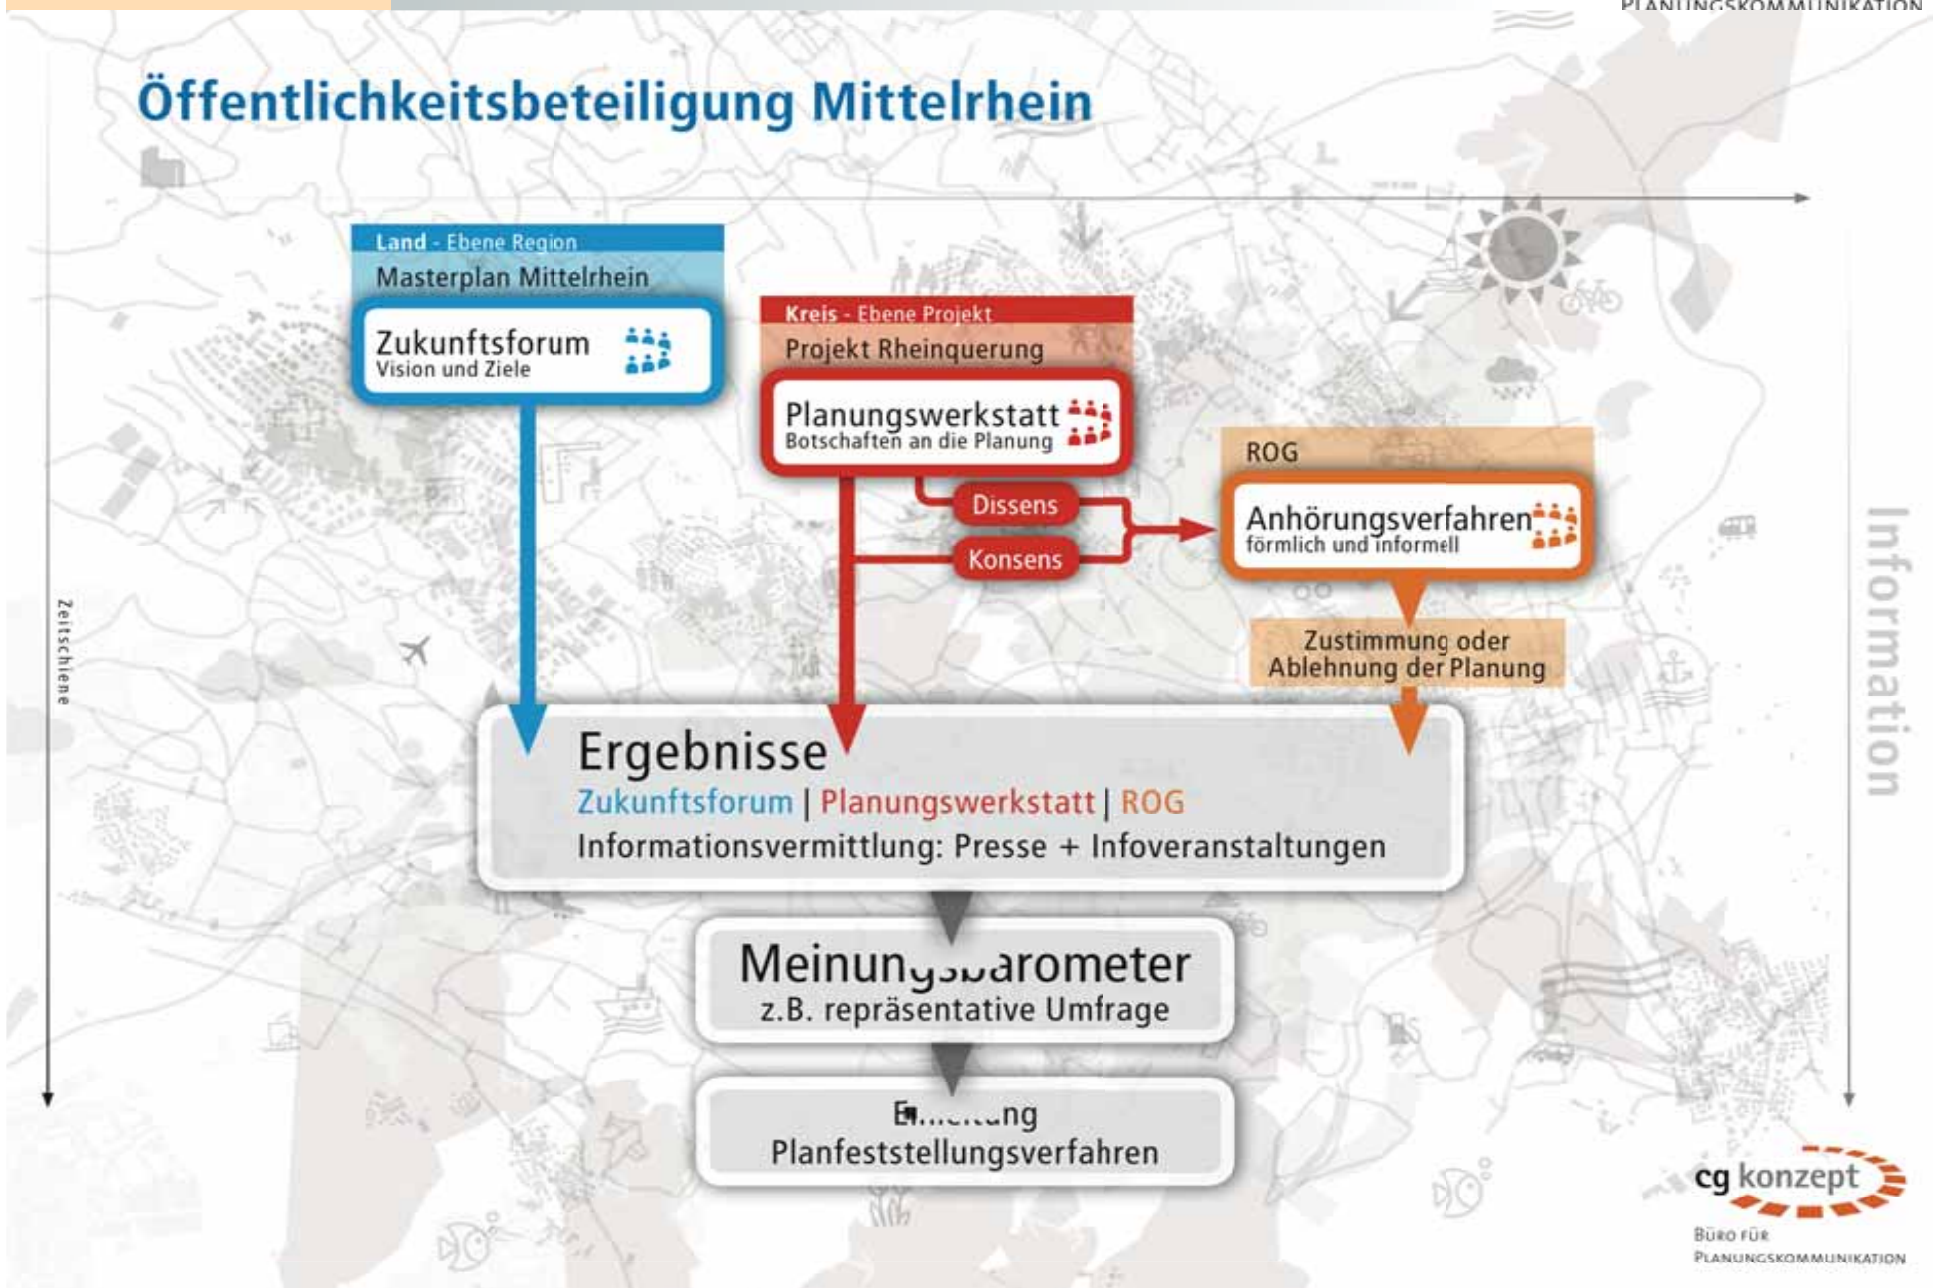 PLANUNGSKOMMUNIKATION
Öffentlichkeitsbeteiligung Mittelrhein
Land - Ebene Region
Masterplan Mittelrhein
Zukunftsforum
Vision und Ziele
Kreis - Ebene Projekt
Projekt Rheinquerung
Planungswerkstatt
Botschaften an die Planung
Dissens
Konsens
ROG
Anhörungsverfahren
förmlich und informell
Zustimmung oder
Ablehnung der Planung
Zeitschiene
Information
Ergebnisse
Zukunftsforum | Planungswerkstatt | ROG
Informationsvermittlung: Presse + Infoveranstaltungen
Meinungsbarometer
z.B. repräsentative Umfrage
Planfeststellungsverfahren
cg konzept
BÜRO FÜR
PLANUNGSKOMMUNIKATION